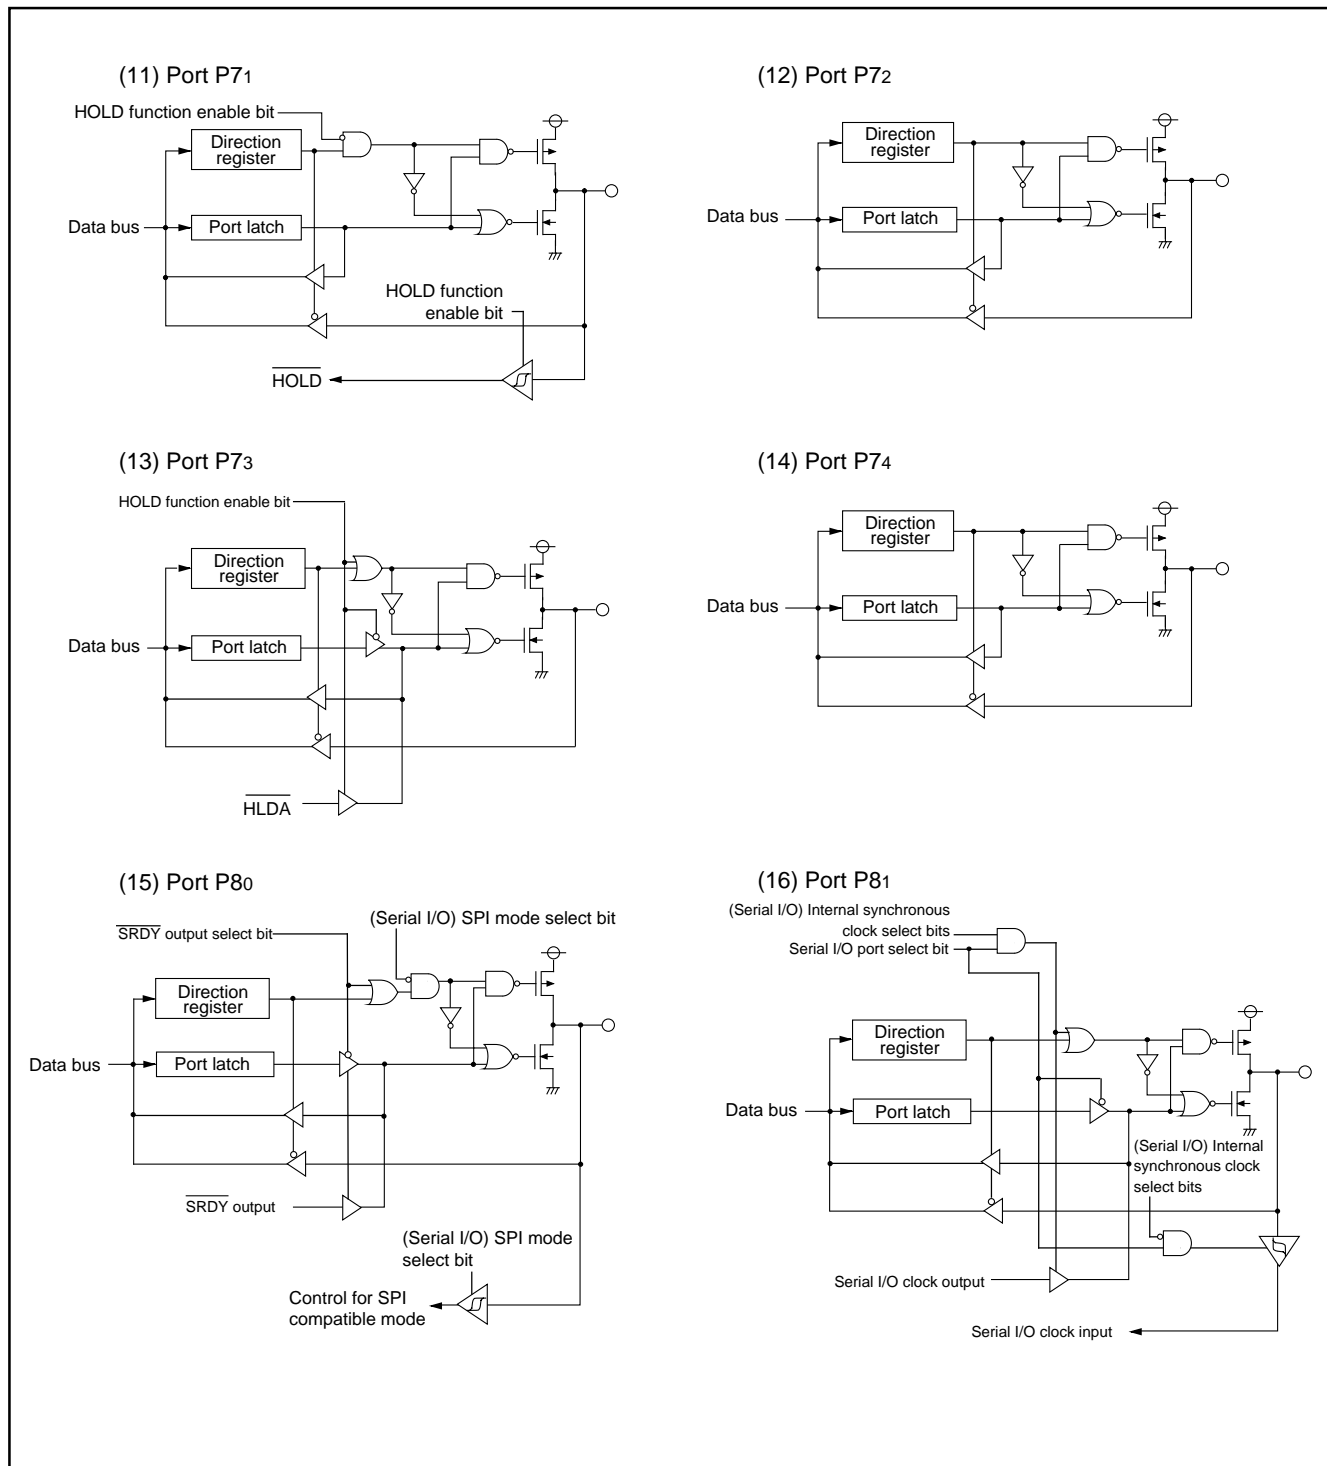 (11) Port P71
HOLD function enable bit
Direction
register
Data bus
Port latch
HOLD function
enable bit
HOLD
(12) Port P72
Direction
register
Data bus
Port latch
(13) Port P73
HOLD function enable bit
Direction
register
Data bus
Port latch
HLDA
(14) Port P74
Direction
register
Data bus
Port latch
(15) Port P80
(Serial I/O) SPI mode select bit
SRDY output select bit
Direction
register
Data bus
Port latch
SRDY output
(Serial I/O) SPI mode
select bit
Control for SPI
compatible mode
(16) Port P81
(Serial I/O) Internal synchronous
clock select bits
Serial I/O port select bit
Direction
register
Data bus
Port latch
(Serial I/O) Internal
synchronous clock
select bits
Serial I/O clock output
Serial I/O clock input